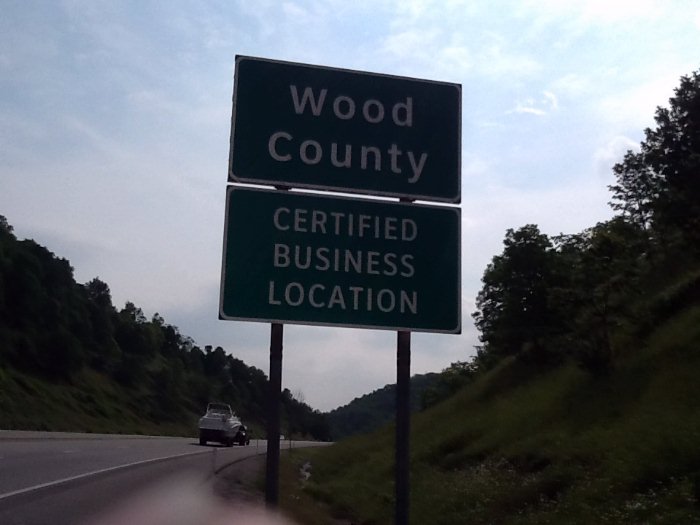 Wood
County
CERTIFIED
BUSINESS
LOCATION